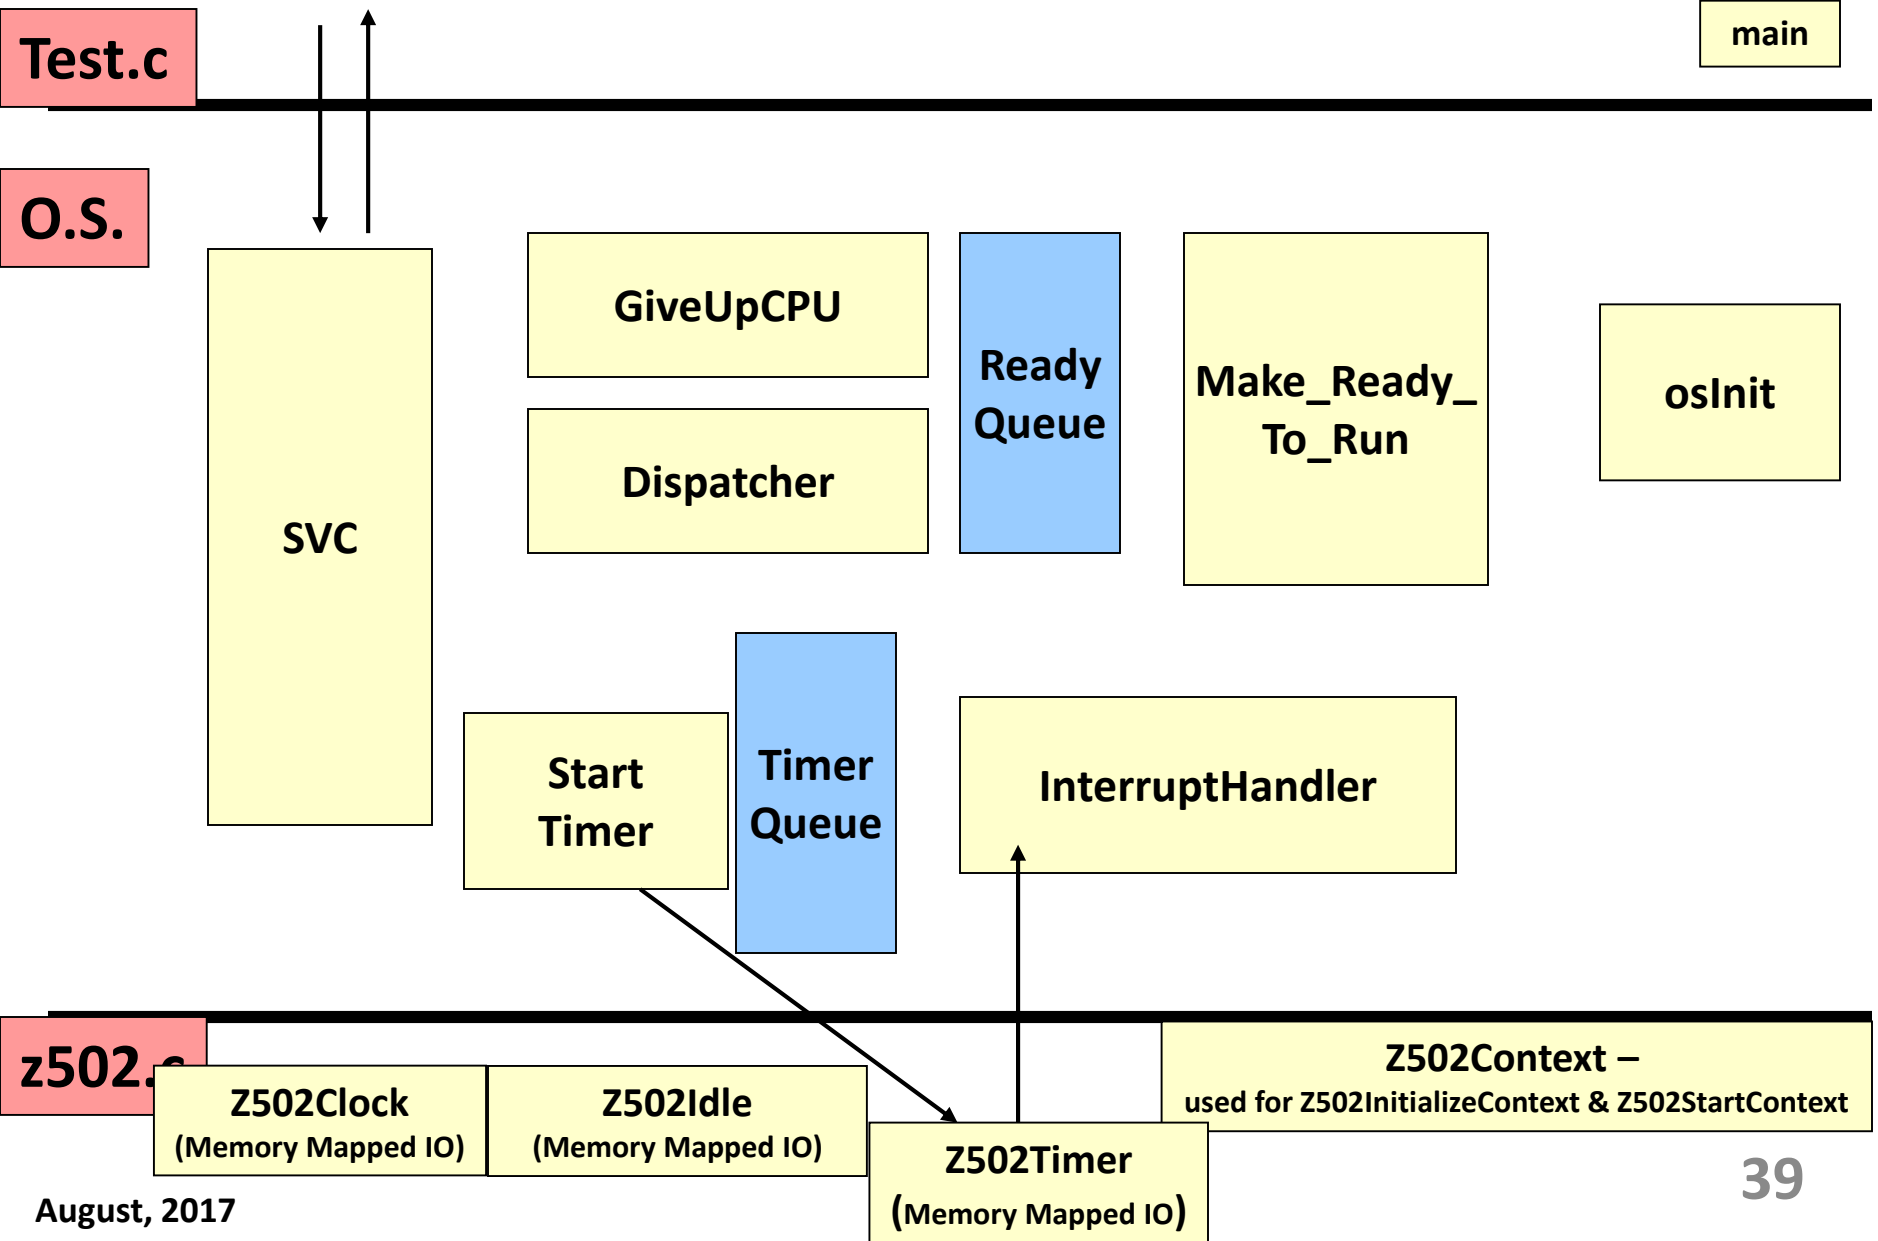 Test.c
main
O.S.
SVC
GiveUpCPU
Dispatcher
Ready
Queue
Make_Ready_
To_Run
osInit
Start
Timer
Timer
Queue
InterruptHandler
z502.c
Z502Clock
(Memory Mapped IO)
Z502Idle
(Memory Mapped IO)
Z502Timer
(Memory Mapped IO)
Z502Context –
used for Z502InitializeContext & Z502StartContext
August, 2017
39